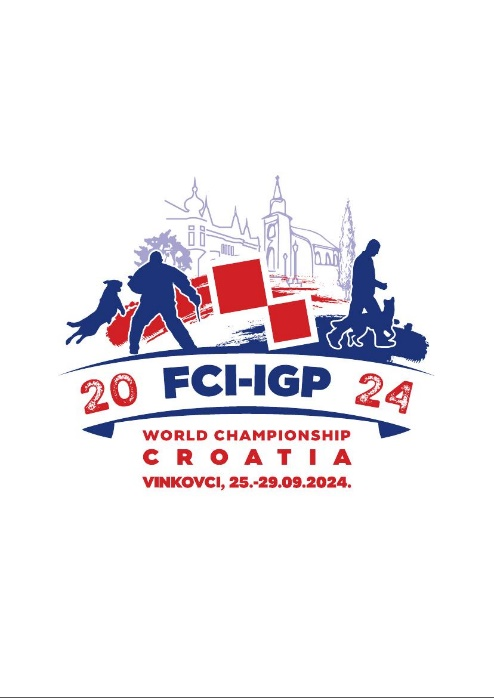 20 FCI-IGP 24
WORLD CHAMPIONSHIP
CROATIA
VINKOVCI, 25.-29.09.2024.